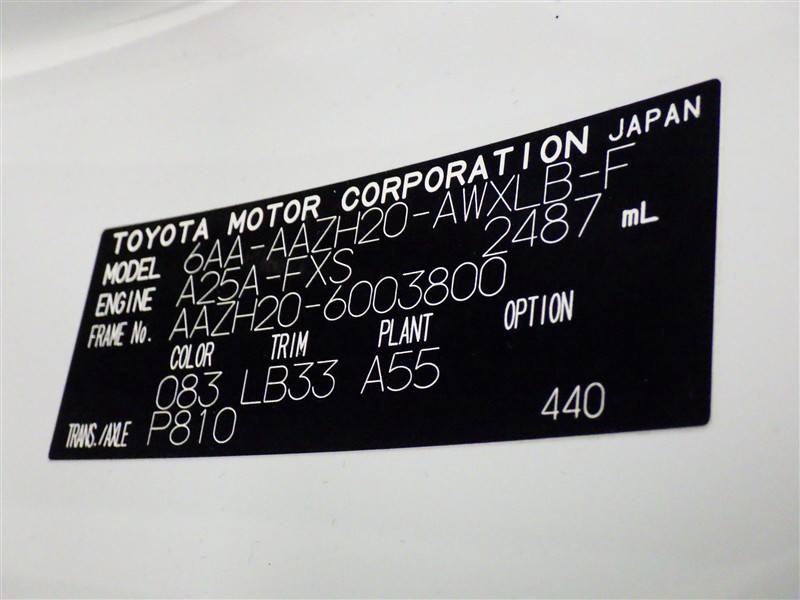 TOYOTA MOTOR CORPORATION JAPAN
MODEL 6AA-AAZH20-AWXLB-F
ENGINE A25A-FXS 2487 mL
FRAME No. AAZH20-6003800
COLOR TRIM PLANT OPTION
083 LB33 A55
TRANS./AXLE P810 440